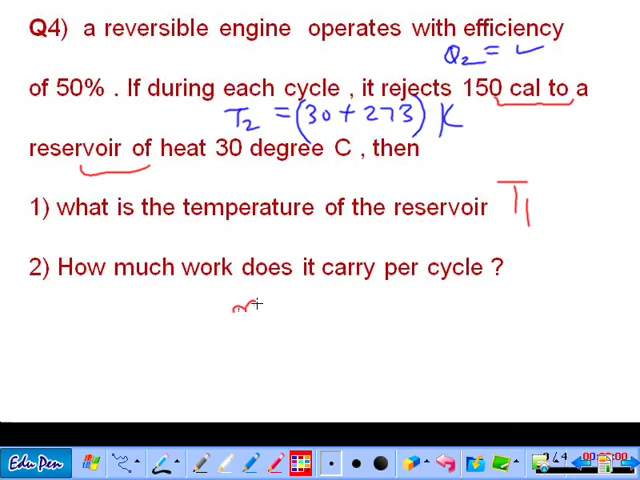 Q4) a reversible engine operates with efficiency
Q2 = ✓
of 50% . If during each cycle , it rejects 150 cal to a
T2 = (30 + 273) K
reservoir of heat 30 degree C , then
1) what is the temperature of the reservoir T1
2) How much work does it carry per cycle ?
Edu Pen
/ 4